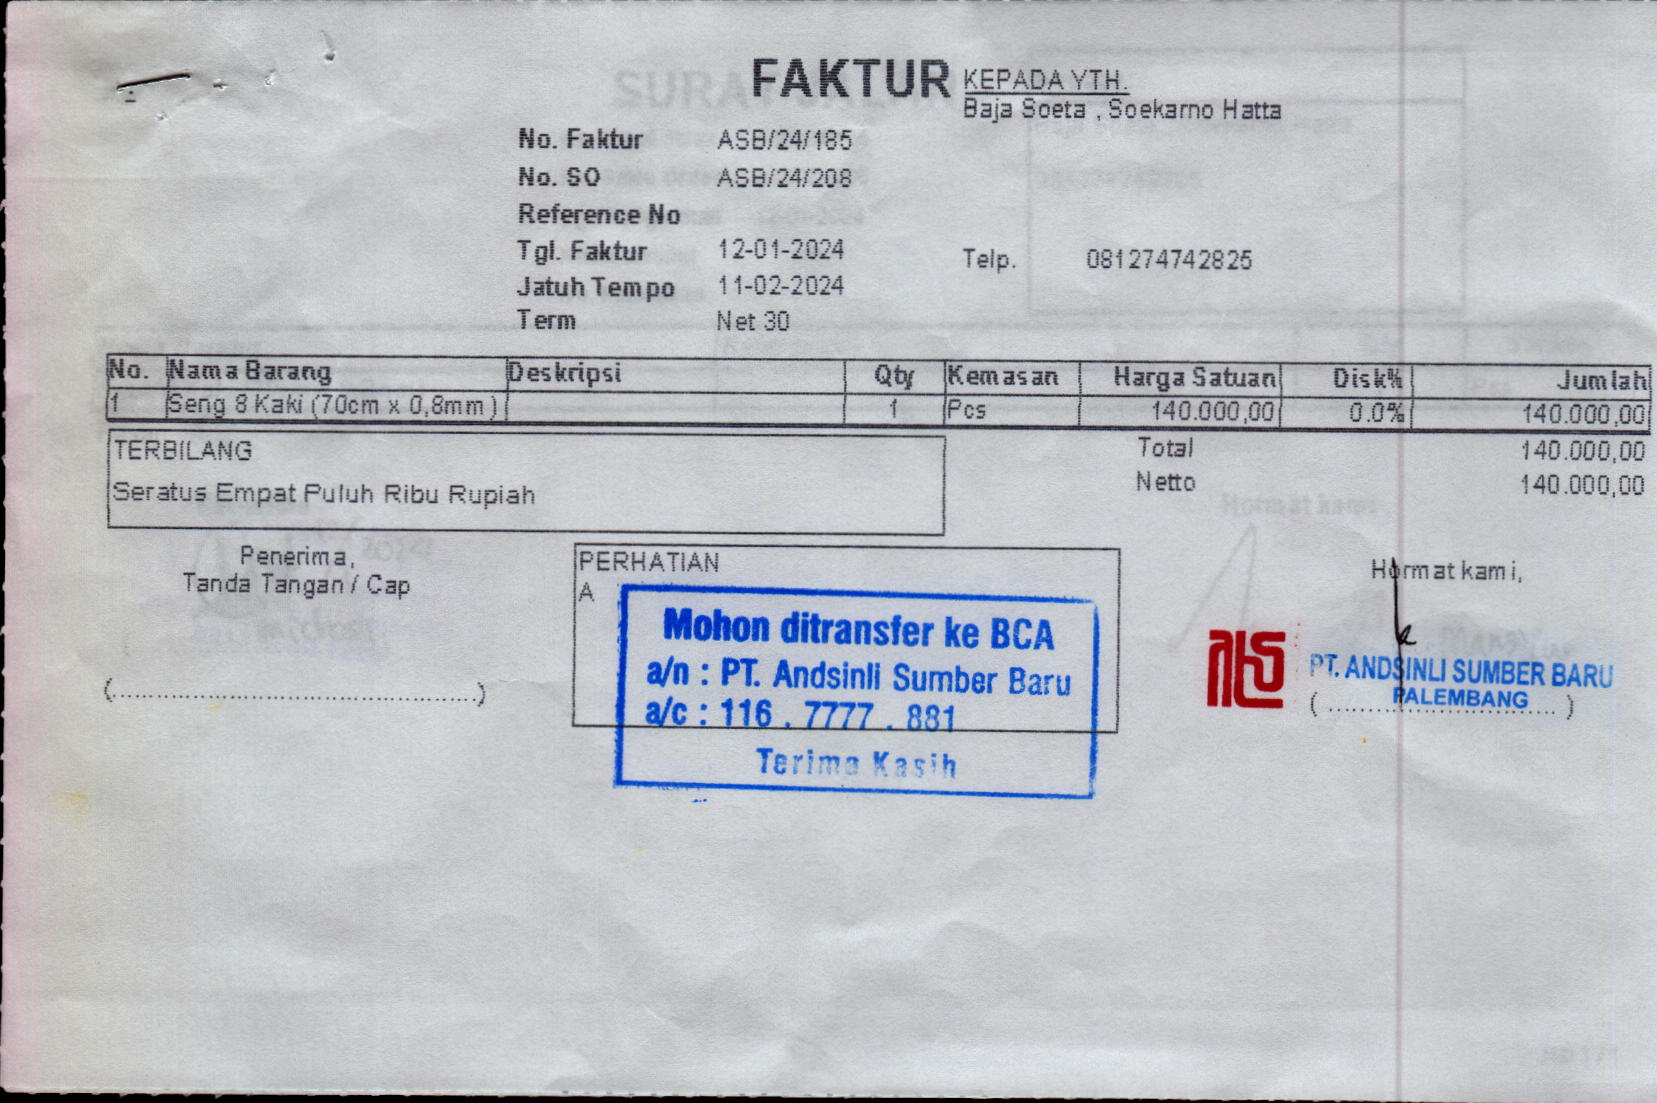 FAKTUR
KEPADA YTH.
Baja Soeta , Soekarno Hatta
No. Faktur ASB/24/185
No. SO ASB/24/208
Reference No
Tgl. Faktur 12-01-2024
Telp. 081274742825
Jatuh Tempo 11-02-2024
Term Net 30
No. Nama Barang Deskripsi Qty Kemasan Harga Satuan Disk% Jumlah
1 Seng 8 Kaki (70cm x 0,8mm) 1 Pcs 140.000,00 0.0% 140.000,00
TERBILANG
Seratus Empat Puluh Ribu Rupiah
Total 140.000,00
Netto 140.000,00
Penerima,
Tanda Tangan / Cap
(................................................)
PERHATIAN
A
Mohon ditransfer ke BCA
a/n : PT. Andsinli Sumber Baru
a/c : 116 . 7777 . 881
Terima Kasih
Hormat kami,
PT. ANDSINLI SUMBER BARU
PALEMBANG
(..............................)